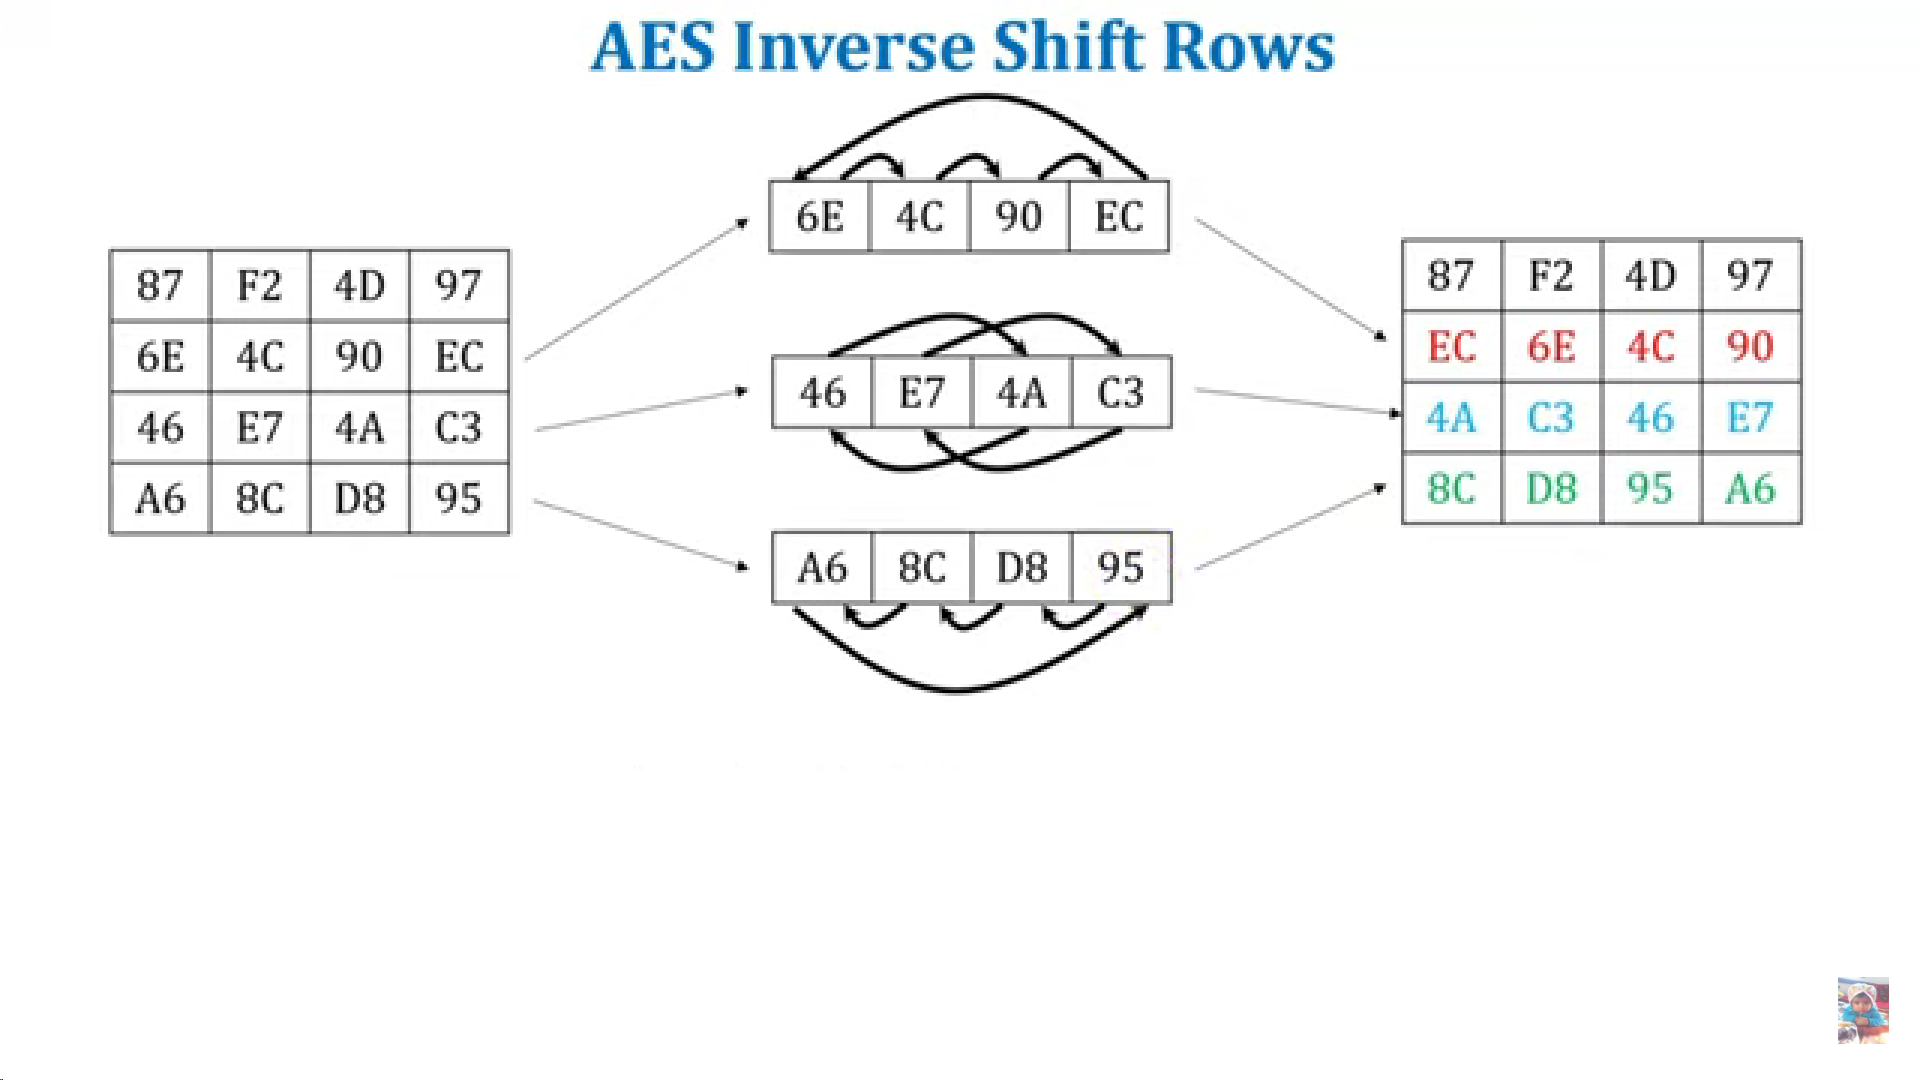 AES Inverse Shift Rows
87 F2 4D 97
6E 4C 90 EC
46 E7 4A C3
A6 8C D8 95
6E 4C 90 EC
46 E7 4A C3
A6 8C D8 95
87 F2 4D 97
EC 6E 4C 90
4A C3 46 E7
8C D8 95 A6